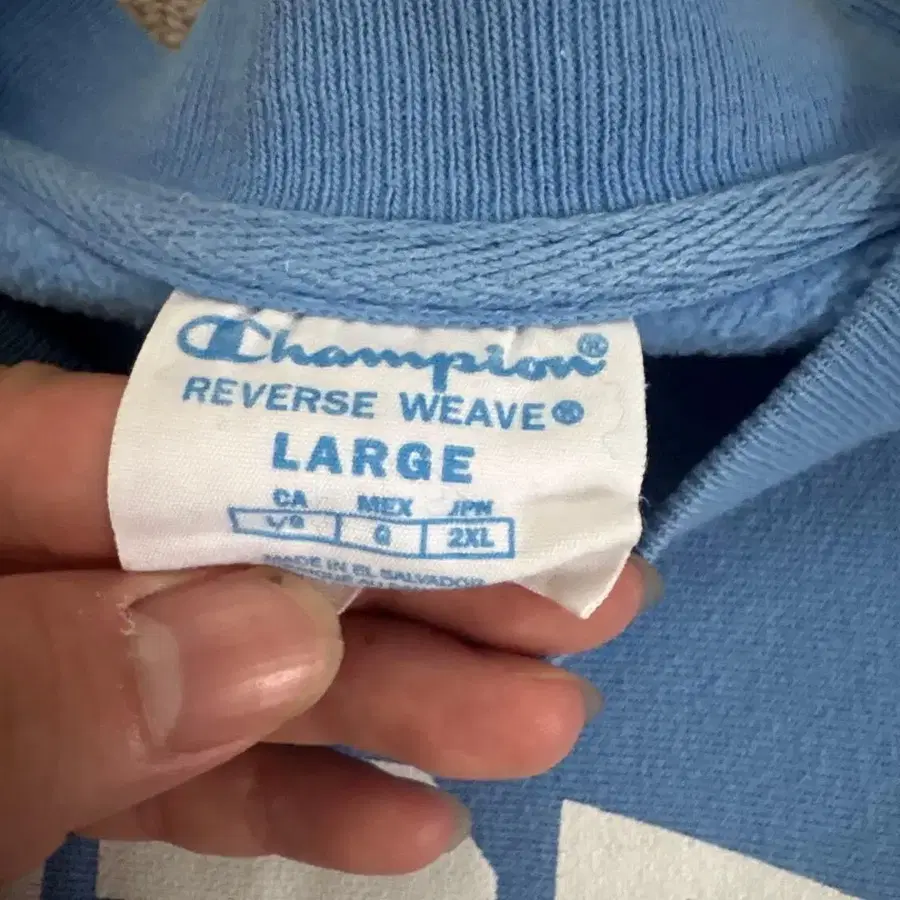 Champion®
REVERSE WEAVE®
LARGE
CA MEX JPN
L/G G 2XL
MADE IN EL SALVADOR